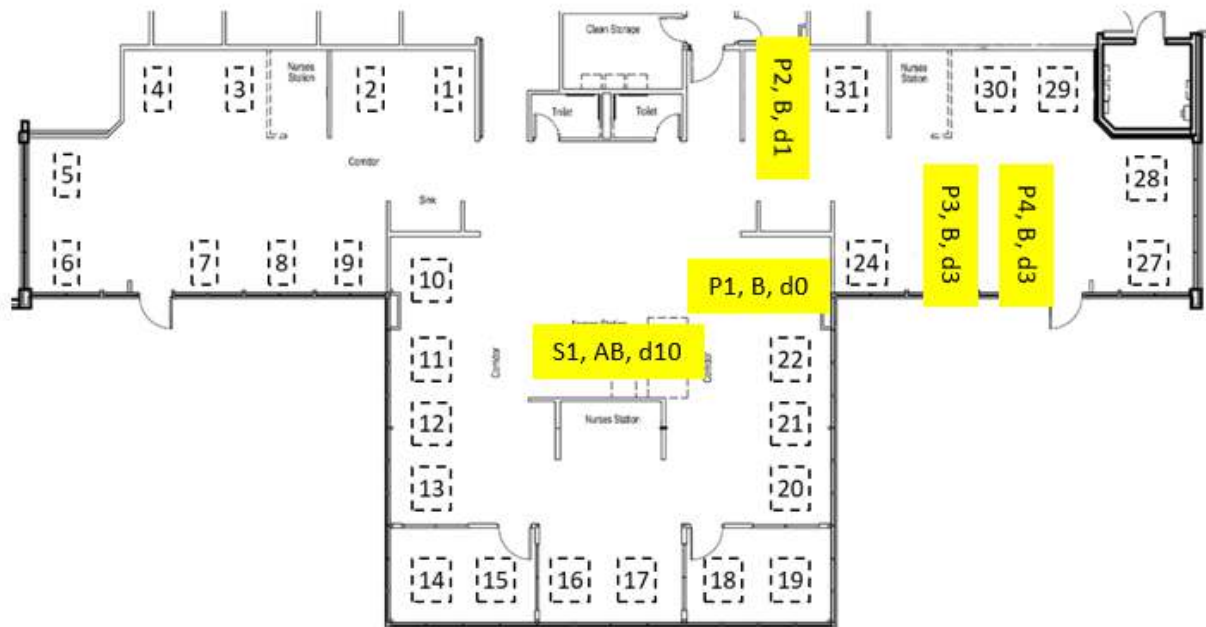 Clean Storage
Nurses
Station
Nurses
Station
4
3
2
1
P2, B, d1
31
30
29
Toilet
Toilet
Corridor
5
28
Sink
P3, B, d3
P4, B, d3
6
7
8
9
10
24
27
P1, B, d0
S1, AB, d10
11
Corridor
22
12
Nurses Station
21
13
20
14
15
16
17
18
19